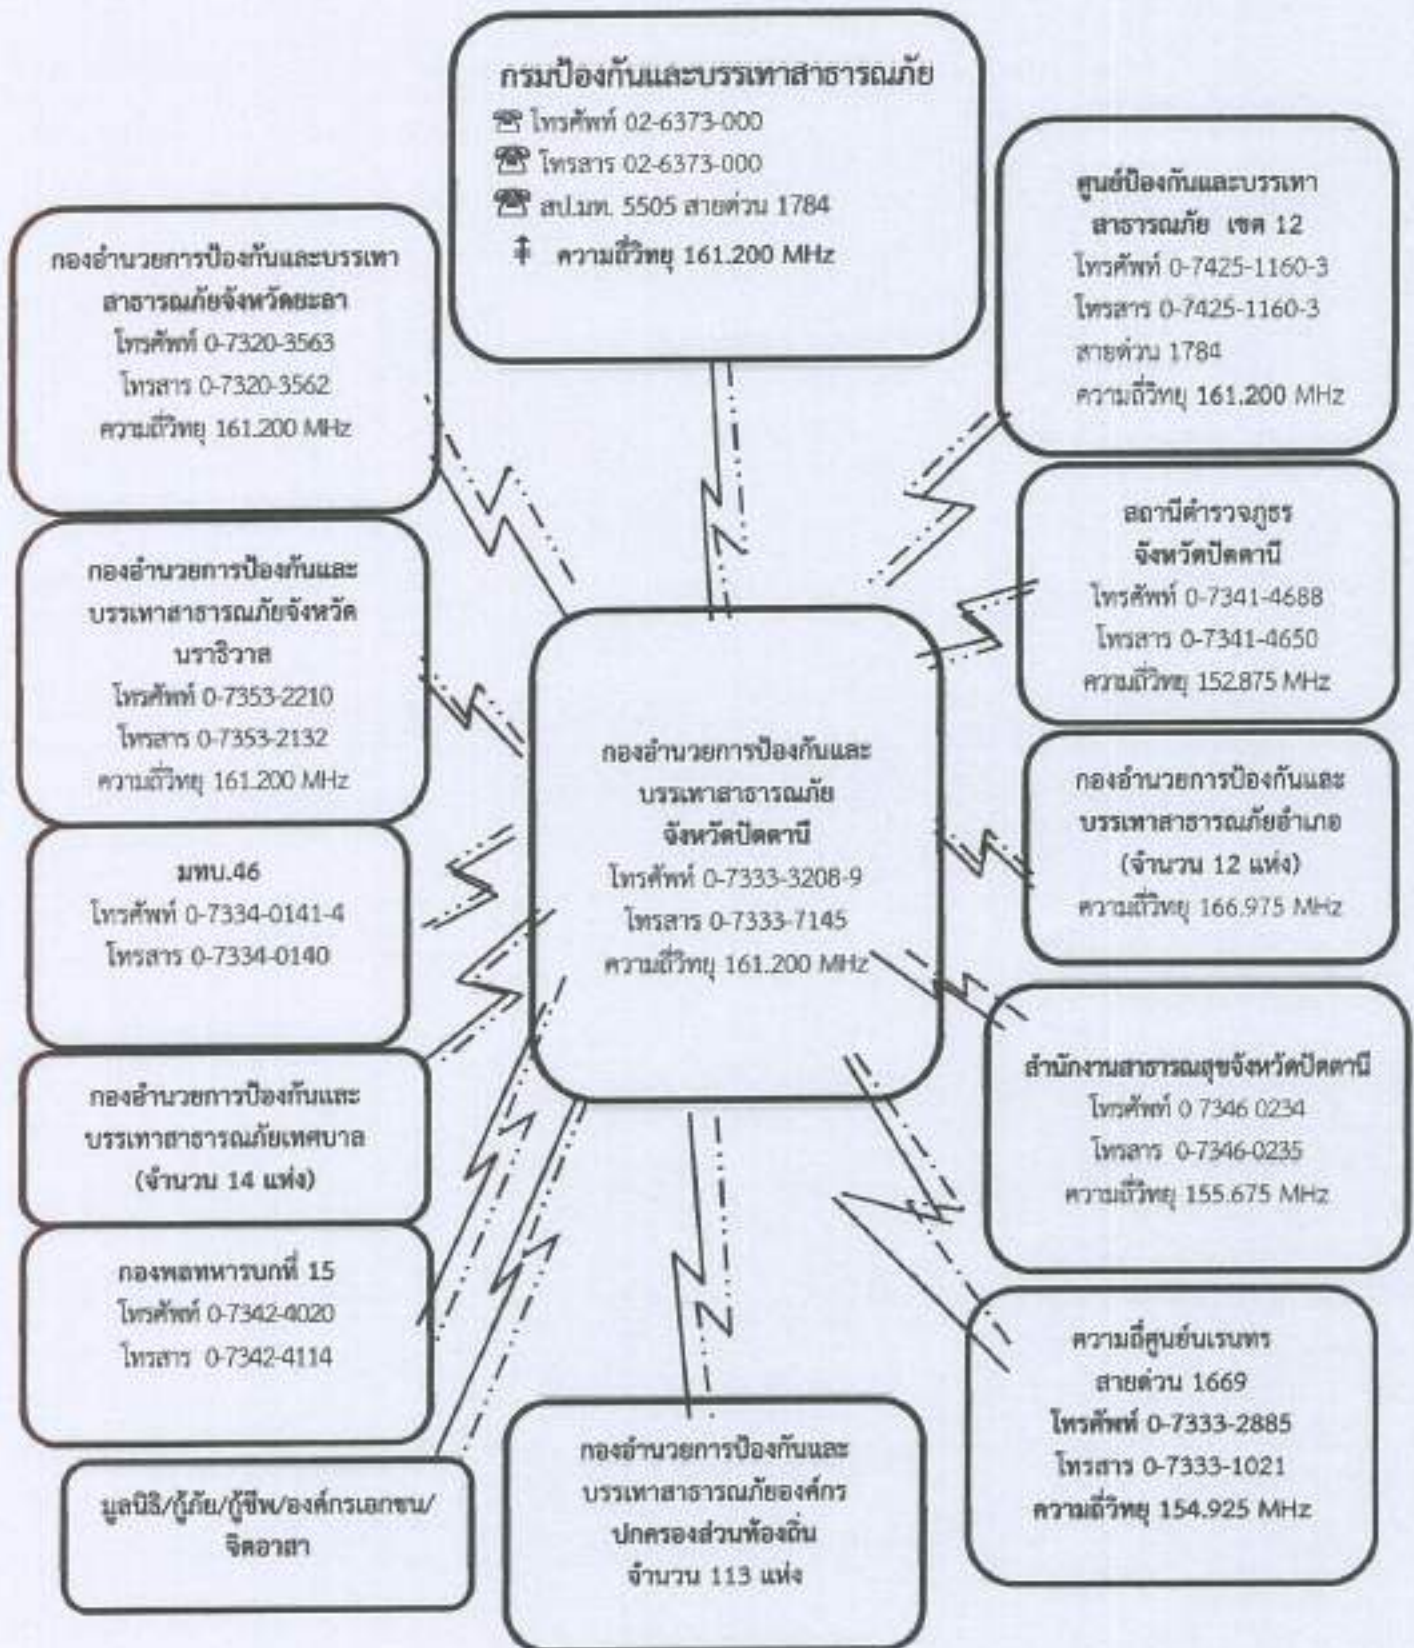 กรมป้องกันและบรรเทาสาธารณภัย
โทรศัพท์ 02-6373-000
โทรสาร 02-6373-000
สป.มท. 5505 สายด่วน 1784
ความถี่วิทยุ 161.200 MHz
ศูนย์ป้องกันและบรรเทา
สาธารณภัย เขต 12
โทรศัพท์ 0-7425-1160-3
โทรสาร 0-7425-1160-3
สายด่วน 1784
ความถี่วิทยุ 161.200 MHz
กองอำนวยการป้องกันและบรรเทา
สาธารณภัยจังหวัดยะลา
โทรศัพท์ 0-7320-3563
โทรสาร 0-7320-3562
ความถี่วิทยุ 161.200 MHz
สถานีตำรวจภูธร
จังหวัดปัตตานี
โทรศัพท์ 0-7341-4688
โทรสาร 0-7341-4650
ความถี่วิทยุ 152.875 MHz
กองอำนวยการป้องกันและ
บรรเทาสาธารณภัยจังหวัด
นราธิวาส
โทรศัพท์ 0-7353-2210
โทรสาร 0-7353-2132
ความถี่วิทยุ 161.200 MHz
กองอำนวยการป้องกันและ
บรรเทาสาธารณภัย
จังหวัดปัตตานี
โทรศัพท์ 0-7333-3208-9
โทรสาร 0-7333-7145
ความถี่วิทยุ 161.200 MHz
กองอำนวยการป้องกันและ
บรรเทาสาธารณภัยอำเภอ
(จำนวน 12 แห่ง)
ความถี่วิทยุ 166.975 MHz
มทบ.46
โทรศัพท์ 0-7334-0141-4
โทรสาร 0-7334-0140
สำนักงานสาธารณสุขจังหวัดปัตตานี
โทรศัพท์ 0 7346 0234
โทรสาร 0-7346-0235
ความถี่วิทยุ 155.675 MHz
กองอำนวยการป้องกันและ
บรรเทาสาธารณภัยเทศบาล
(จำนวน 14 แห่ง)
กองพลทหารบกที่ 15
โทรศัพท์ 0-7342-4020
โทรสาร 0-7342-4114
ความถี่ศูนย์นเรนทร
สายด่วน 1669
โทรศัพท์ 0-7333-2885
โทรสาร 0-7333-1021
ความถี่วิทยุ 154.925 MHz
มูลนิธิ/กู้ภัย/กู้ชีพ/องค์กรเอกชน/
จิตอาสา
กองอำนวยการป้องกันและ
บรรเทาสาธารณภัยองค์กร
ปกครองส่วนท้องถิ่น
จำนวน 113 แห่ง